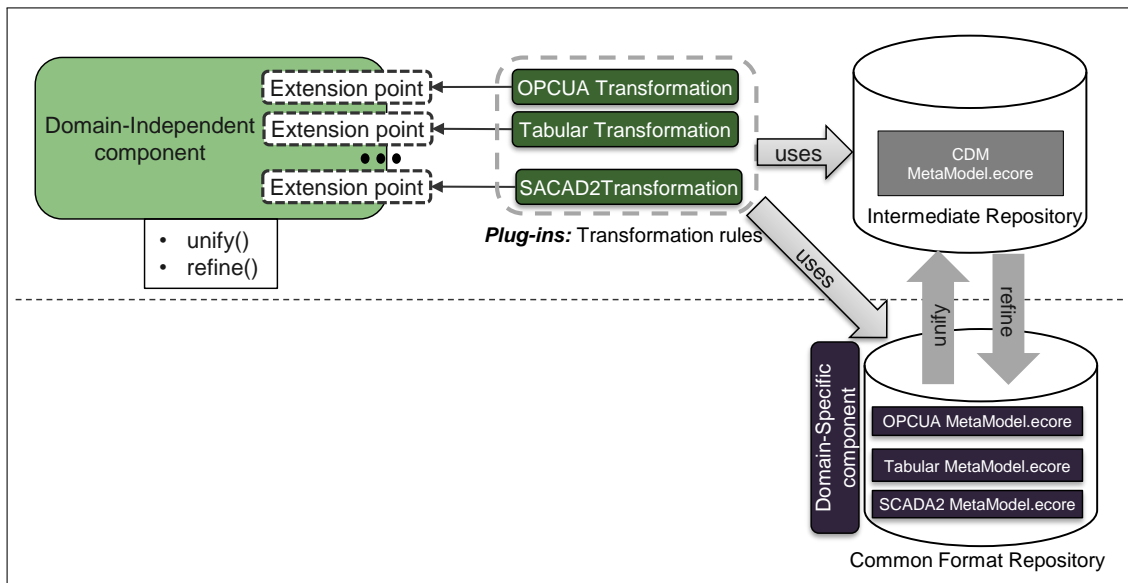 Domain-Independent
component
Extension point
Extension point
•••
Extension point
• unify()
• refine()
OPCUA Transformation
Tabular Transformation
SACAD2Transformation
Plug-ins: Transformation rules
uses
uses
CDM
MetaModel.ecore
Intermediate Repository
unify
refine
Domain-Specific
component
OPCUA MetaModel.ecore
Tabular MetaModel.ecore
SCADA2 MetaModel.ecore
Common Format Repository